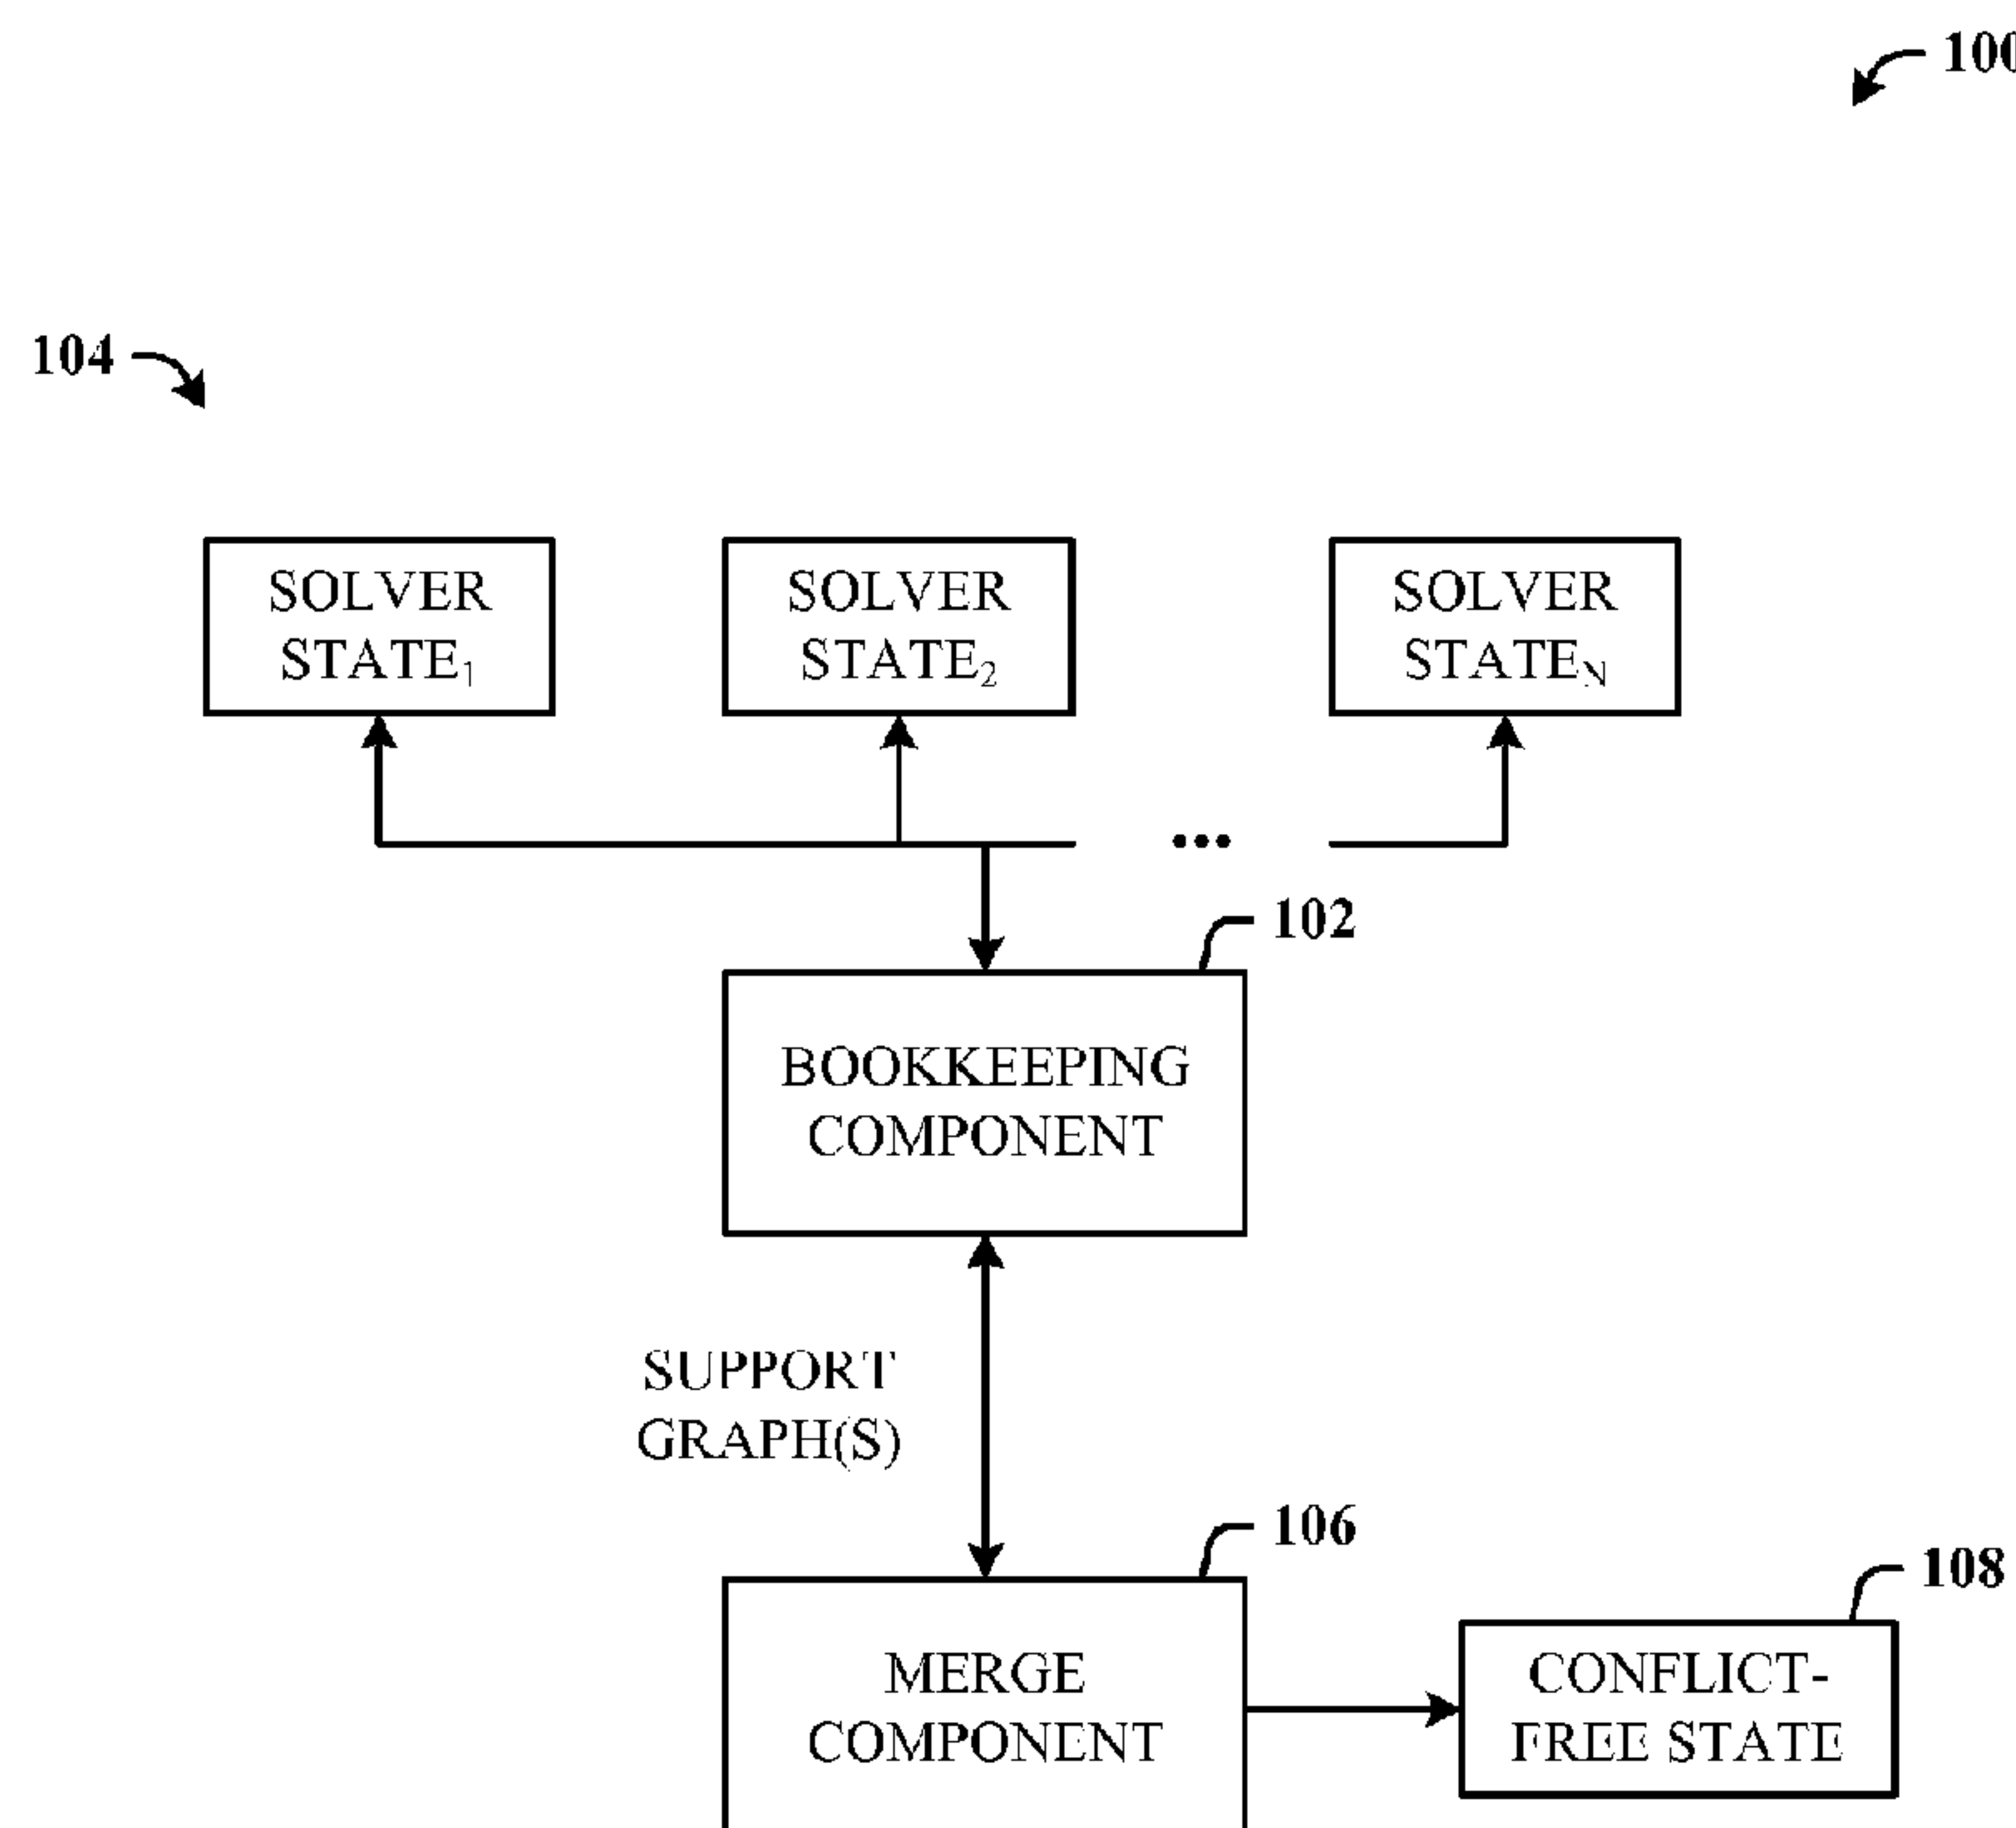 100
104
SOLVER
STATE₁
SOLVER
STATE₂
SOLVER
STATE_N
...
102
BOOKKEEPING
COMPONENT
SUPPORT
GRAPH(S)
106
MERGE
COMPONENT
108
CONFLICT-
FREE STATE